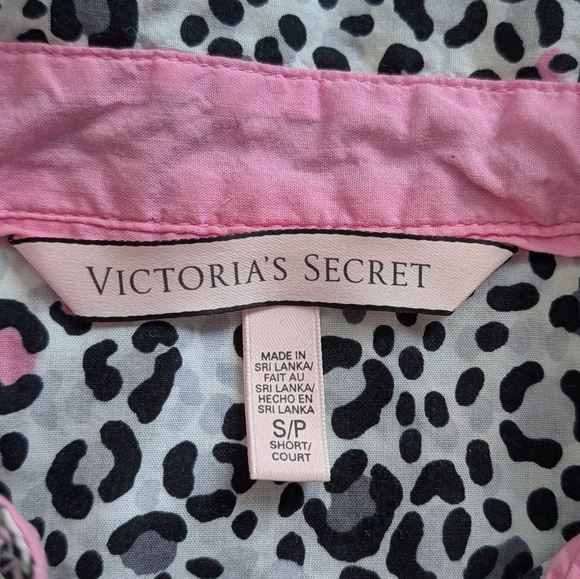 VICTORIA'S SECRET
MADE IN
SRI LANKA/
FAIT AU
SRI LANKA/
HECHO EN
SRI LANKA
S/P
SHORT/
COURT